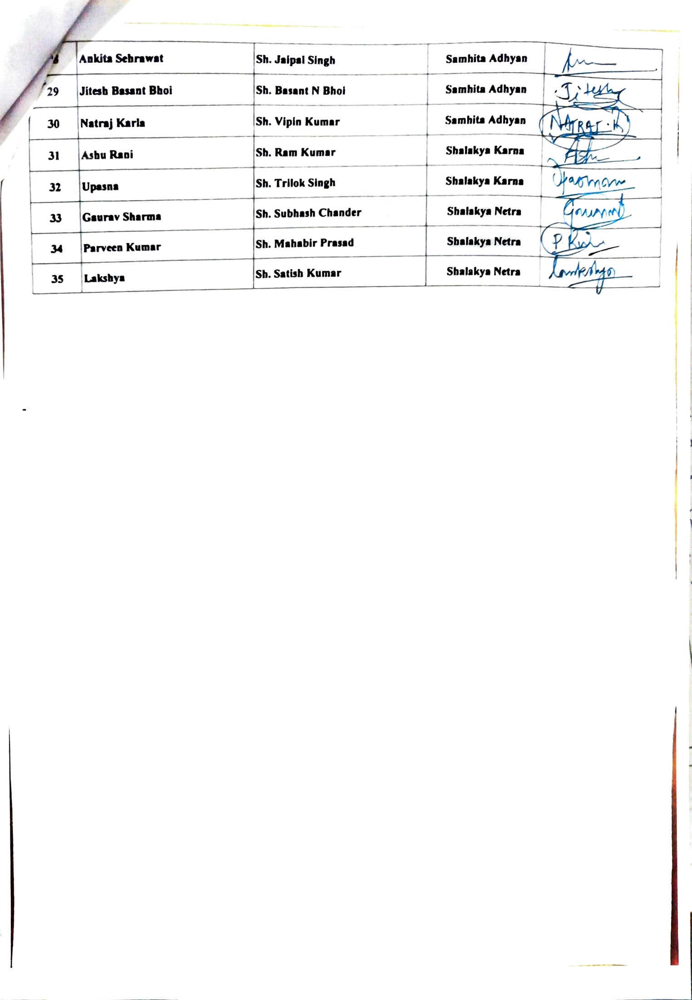 8 Ankita Sehrawat Sh. Jaipal Singh Samhita Adhyan
29 Jitesh Basant Bhoi Sh. Basant N Bhoi Samhita Adhyan Jitesh
30 Natraj Karla Sh. Vipin Kumar Samhita Adhyan NATRAJ.K
31 Ashu Rani Sh. Ram Kumar Shalakya Karna Ashu
32 Upasna Sh. Trilok Singh Shalakya Karna
33 Gaurav Sharma Sh. Subhash Chander Shalakya Netra
34 Parveen Kumar Sh. Mahabir Prasad Shalakya Netra
35 Lakshya Sh. Satish Kumar Shalakya Netra